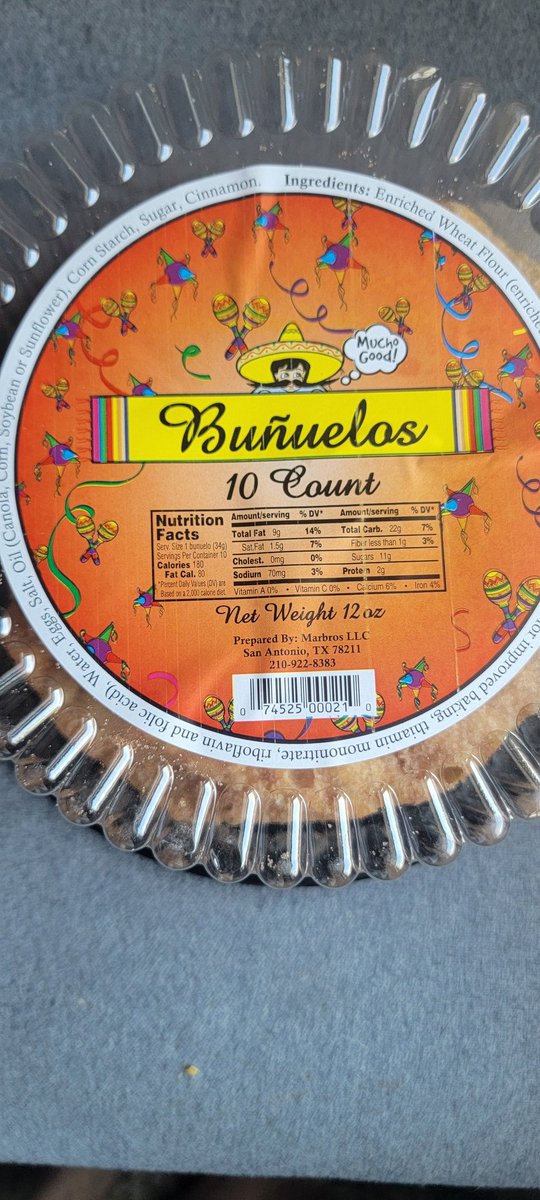 Ingredients: Enriched Wheat Flour (enriched
for improved baking, thiamin mononitrate, riboflavin and folic acid), Water, Eggs, Salt, Oil (Canola, Corn, Soybean or Sunflower), Corn Starch, Sugar, Cinnamon.
Mucho
Good!
Buñuelos
10 Count
Nutrition
Facts
Serv. Size 1 bunuelo (34g)
Servings Per Container 10
Calories 180
Fat Cal. 80
*Percent Daily Values (DV) are
Based on a 2,000 calorie diet.
Amount/serving % DV* Amount/serving % DV*
Total Fat 9g 14% Total Carb. 22g 7%
Sat.Fat 1.5g 7% Fiber less than 1g 3%
Cholest. 0mg 0% Sugars 11g
Sodium 70mg 3% Protein 2g
Vitamin A 0% • Vitamin C 0% • Calcium 6% • Iron 4%
Net Weight 12 oz
Prepared By: Marbros LLC
San Antonio, TX 78211
210-922-8383
0 74525 00021 0